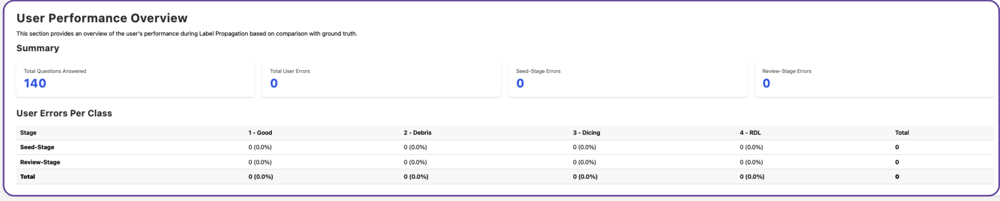 User Performance Overview
This section provides an overview of the user's performance during Label Propagation based on comparison with ground truth.
Summary
Total Questions Answered
140
Total User Errors
0
Seed-Stage Errors
0
Review-Stage Errors
0
User Errors Per Class
Stage 1 - Good 2 - Debris 3 - Dicing 4 - RDL Total
Seed-Stage 0 (0.0%) 0 (0.0%) 0 (0.0%) 0 (0.0%) 0
Review-Stage 0 (0.0%) 0 (0.0%) 0 (0.0%) 0 (0.0%) 0
Total 0 (0.0%) 0 (0.0%) 0 (0.0%) 0 (0.0%) 0